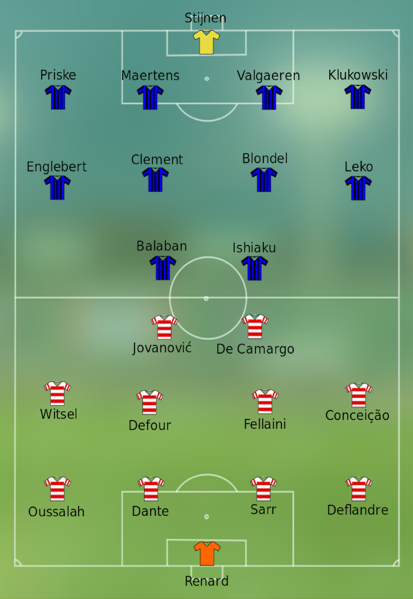 Stijnen
Priske Maertens Valgaeren Klukowski
Englebert Clement Blondel Leko
Balaban Ishiaku
Jovanović De Camargo
Witsel Defour Fellaini Conceição
Oussalah Dante Sarr Deflandre
Renard